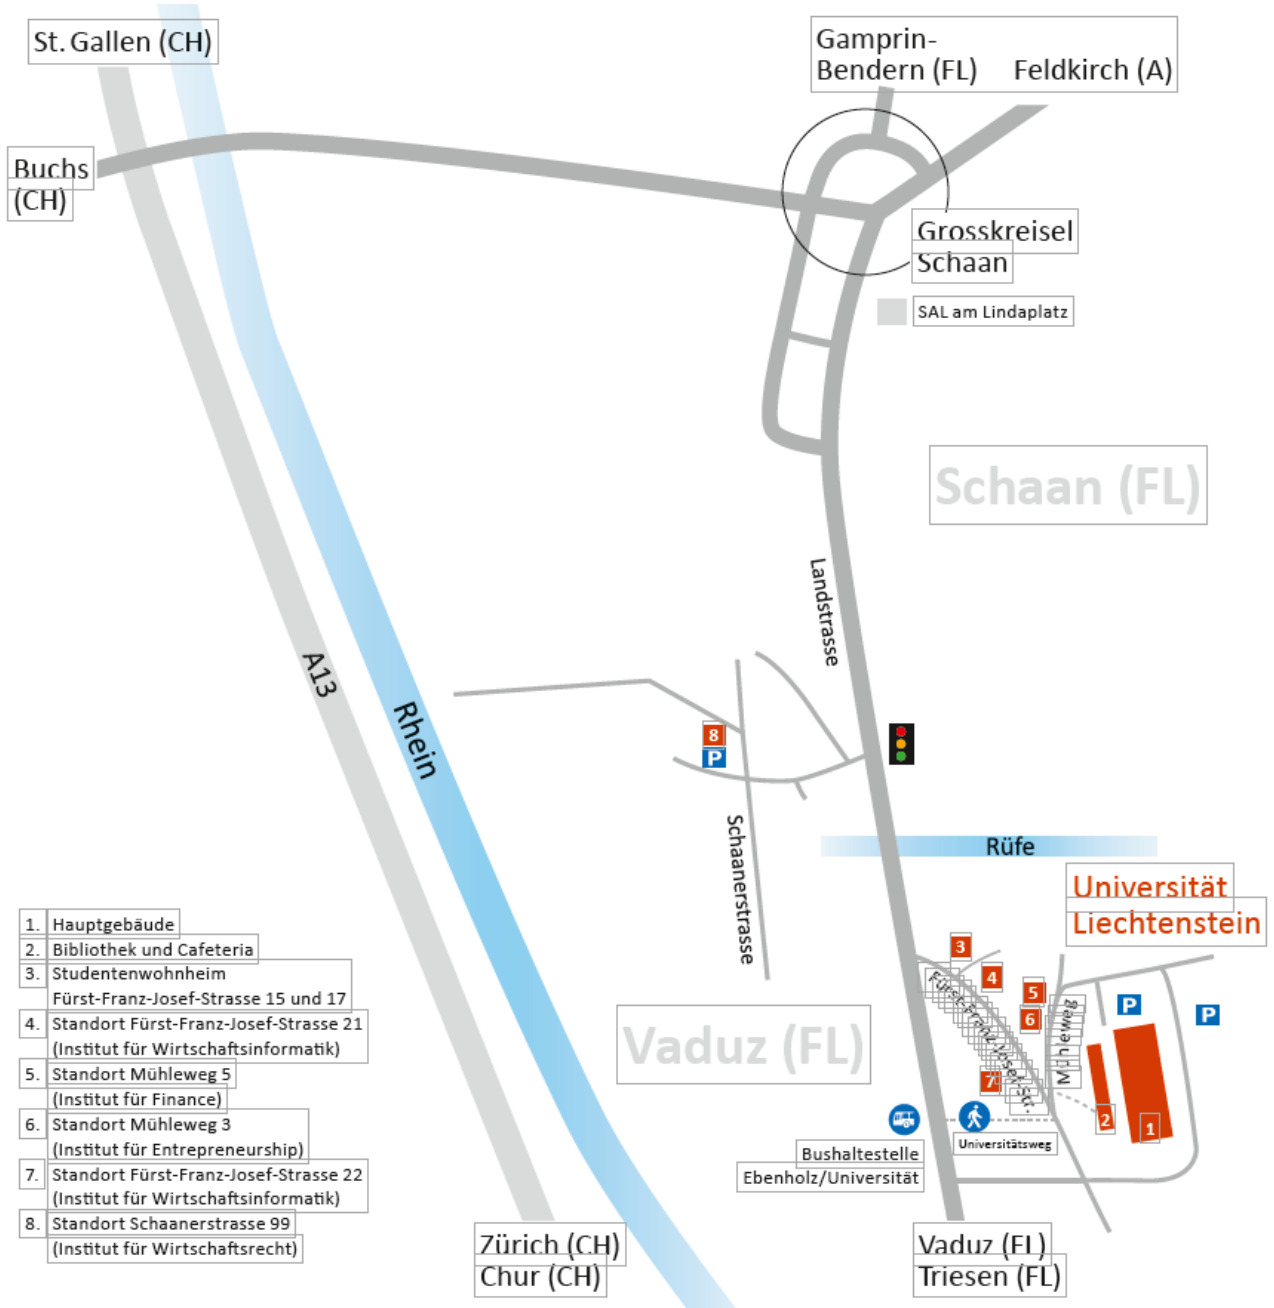 St. Gallen (CH)
Gamprin-
Bendern (FL)
Feldkirch (A)
Buchs
(CH)
Grosskreisel
Schaan
SAL am Lindaplatz
Schaan (FL)
Landstrasse
A13
Rhein
8
P
Schaanerstrasse
Rüfe
Universität
Liechtenstein
3
4
5
6
7
P
P
Fürst-Franz-Josef-Str.
Mühleweg
2
1
Vaduz (FL)
Universitätsweg
Bushaltestelle
Ebenholz/Universität
1. Hauptgebäude
2. Bibliothek und Cafeteria
3. Studentenwohnheim
Fürst-Franz-Josef-Strasse 15 und 17
4. Standort Fürst-Franz-Josef-Strasse 21
(Institut für Wirtschaftsinformatik)
5. Standort Mühleweg 5
(Institut für Finance)
6. Standort Mühleweg 3
(Institut für Entrepreneurship)
7. Standort Fürst-Franz-Josef-Strasse 22
(Institut für Wirtschaftsinformatik)
8. Standort Schaanerstrasse 99
(Institut für Wirtschaftsrecht)
Zürich (CH)
Chur (CH)
Vaduz (FL)
Triesen (FL)